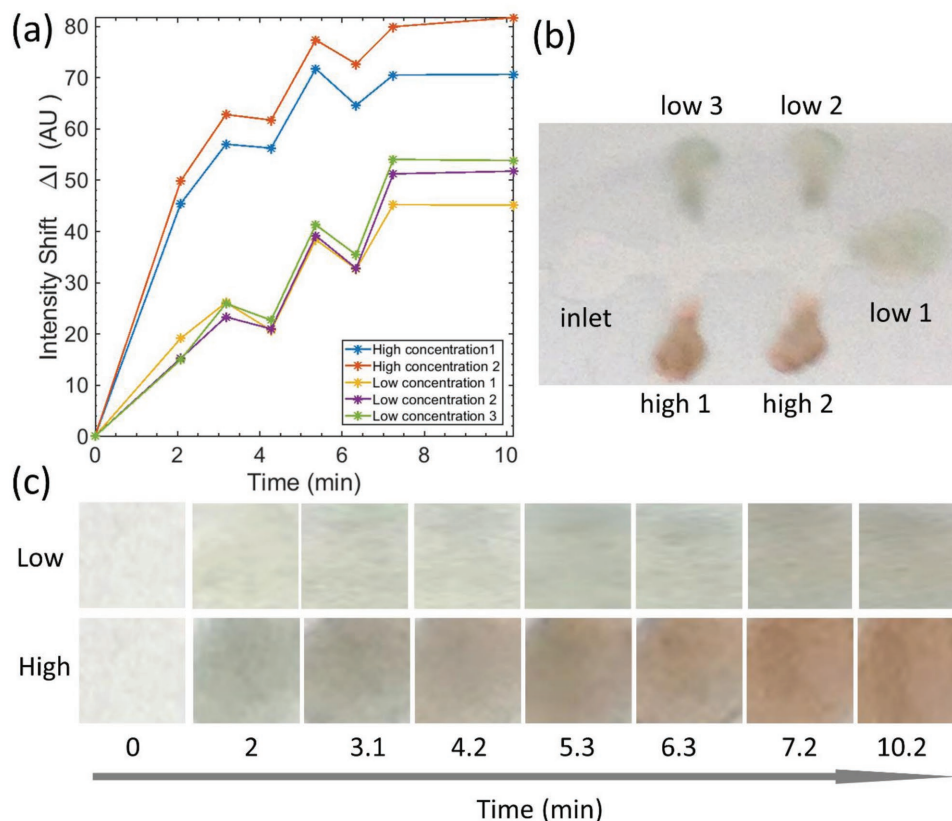 (a)
80
70
60
50
40
30
20
10
0
Intensity Shift ΔI (AU)
0 2 4 6 8 10
Time (min)
High concentration1
High concentration 2
Low concentration 1
Low concentration 2
Low concentration 3
(b)
low 3 low 2
inlet low 1
high 1 high 2
(c)
Low
High
0 2 3.1 4.2 5.3 6.3 7.2 10.2
Time (min)